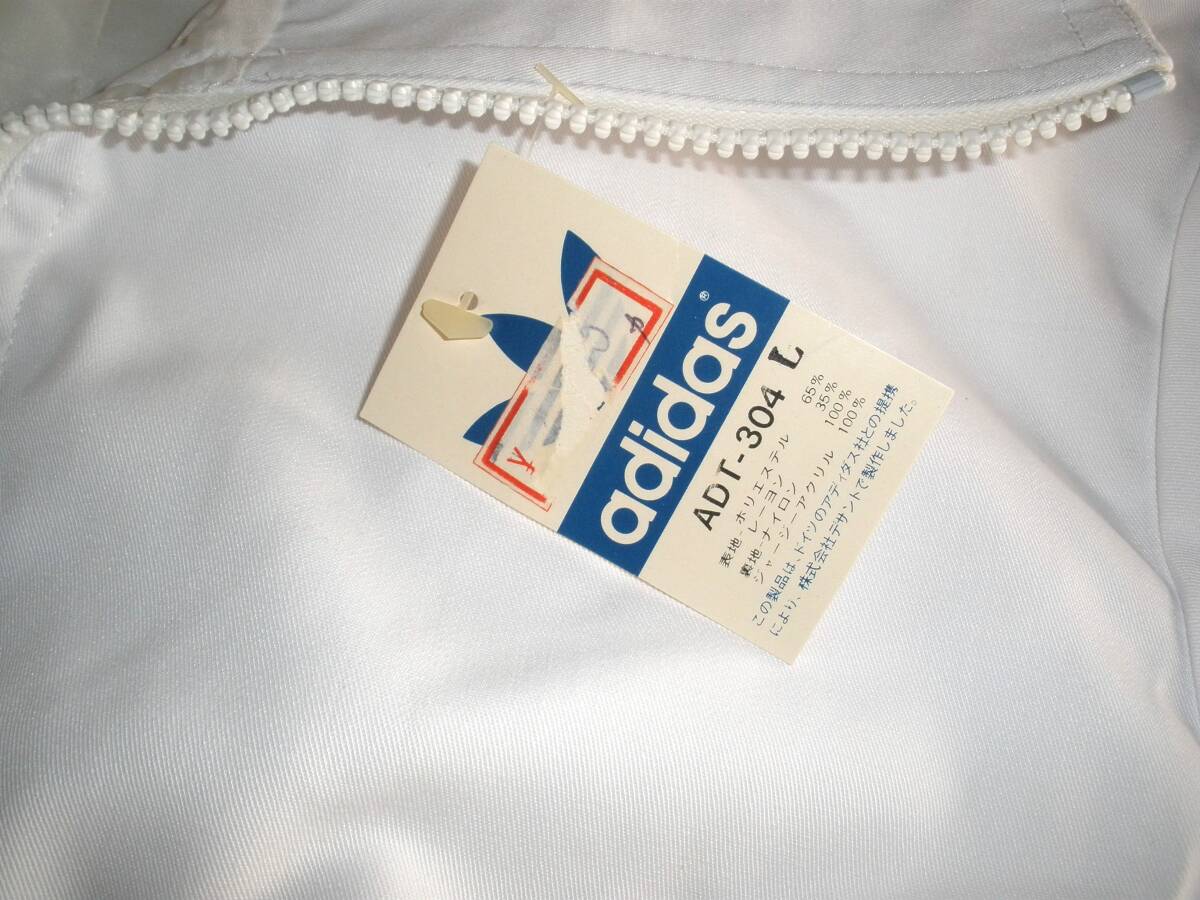 adidas®
ADT-304 L
表地-ポリエステル 65%
レーヨン 35%
裏地-ナイロン 100%
ジャージーアクリル 100%
この製品は、ドイツのアディダス社との提携
により、株式会社デサントで製作しました。
¥